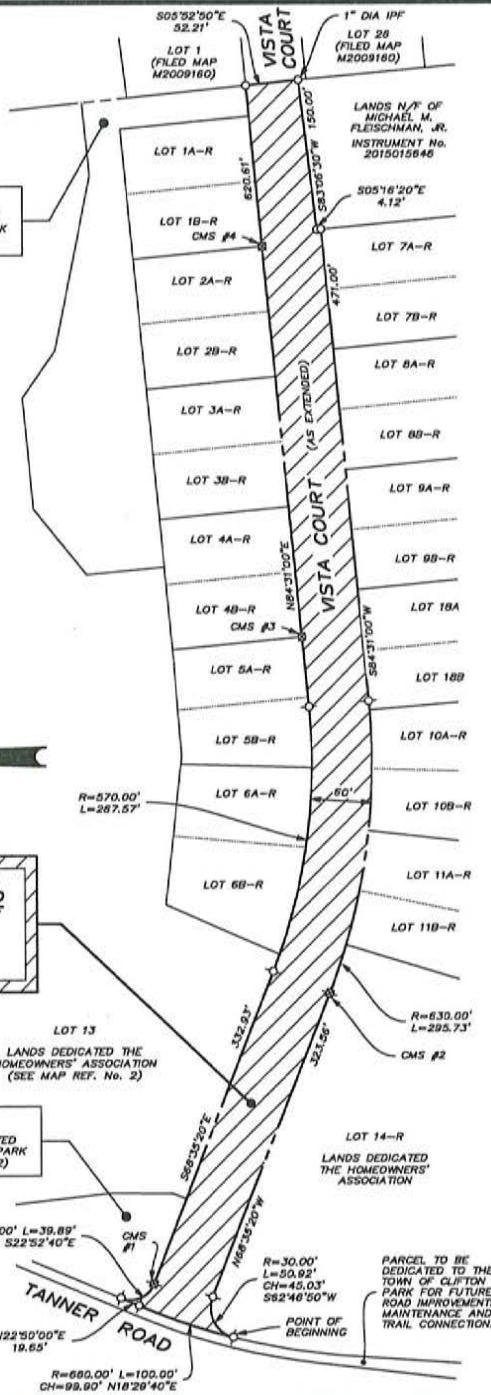 S05°52'50"E
52.21'
VISTA
COURT
1" DIA IPF
LOT 1
(FILED MAP
M2009160)
LOT 26
(FILED MAP
M2009160)
LANDS N/F OF
MICHAEL M.
FLEISCHMAN, JR.
INSTRUMENT No.
2015015646
150.00'
S83°06'30"W
620.61'
LOT 1A-R
S05°16'20"E
4.12'
LOT 1B-R
CMS #4
LOT 7A-R
LOT 2A-R
471.00'
LOT 7B-R
LOT 2B-R
LOT 8A-R
(AS EXTENDED)
LOT 3A-R
LOT 8B-R
LOT 3B-R
LOT 9A-R
VISTA COURT
LOT 4A-R
N84°31'00"E
LOT 9B-R
LOT 4B-R
LOT 18A
CMS #3
S84°31'00"W
LOT 5A-R
LOT 18B
LOT 5B-R
LOT 10A-R
R=570.00'
L=267.57'
LOT 6A-R
60'
LOT 10B-R
LOT 11A-R
LOT 6B-R
LOT 11B-R
R=630.00'
L=295.73'
CMS #2
332.93'
323.56'
LOT 13
LANDS DEDICATED THE
HOMEOWNERS' ASSOCIATION
(SEE MAP REF. No. 2)
S68°35'20"E
N68°35'20"W
LOT 14-R
LANDS DEDICATED
THE HOMEOWNERS'
ASSOCIATION
PARK
L=39.89'
S22°52'40"E
CMS
#1
R=30.00'
L=50.92'
CH=45.03'
S62°46'50"W
PARCEL TO BE
DEDICATED TO THE
TOWN OF CLIFTON
PARK FOR FUTURE
ROAD IMPROVEMENTS
MAINTENANCE AND
TRAIL CONNECTION
TANNER ROAD
N22°50'00"E
19.65'
POINT OF
BEGINNING
R=660.00' L=100.00'
CH=99.90' N18°29'40"E